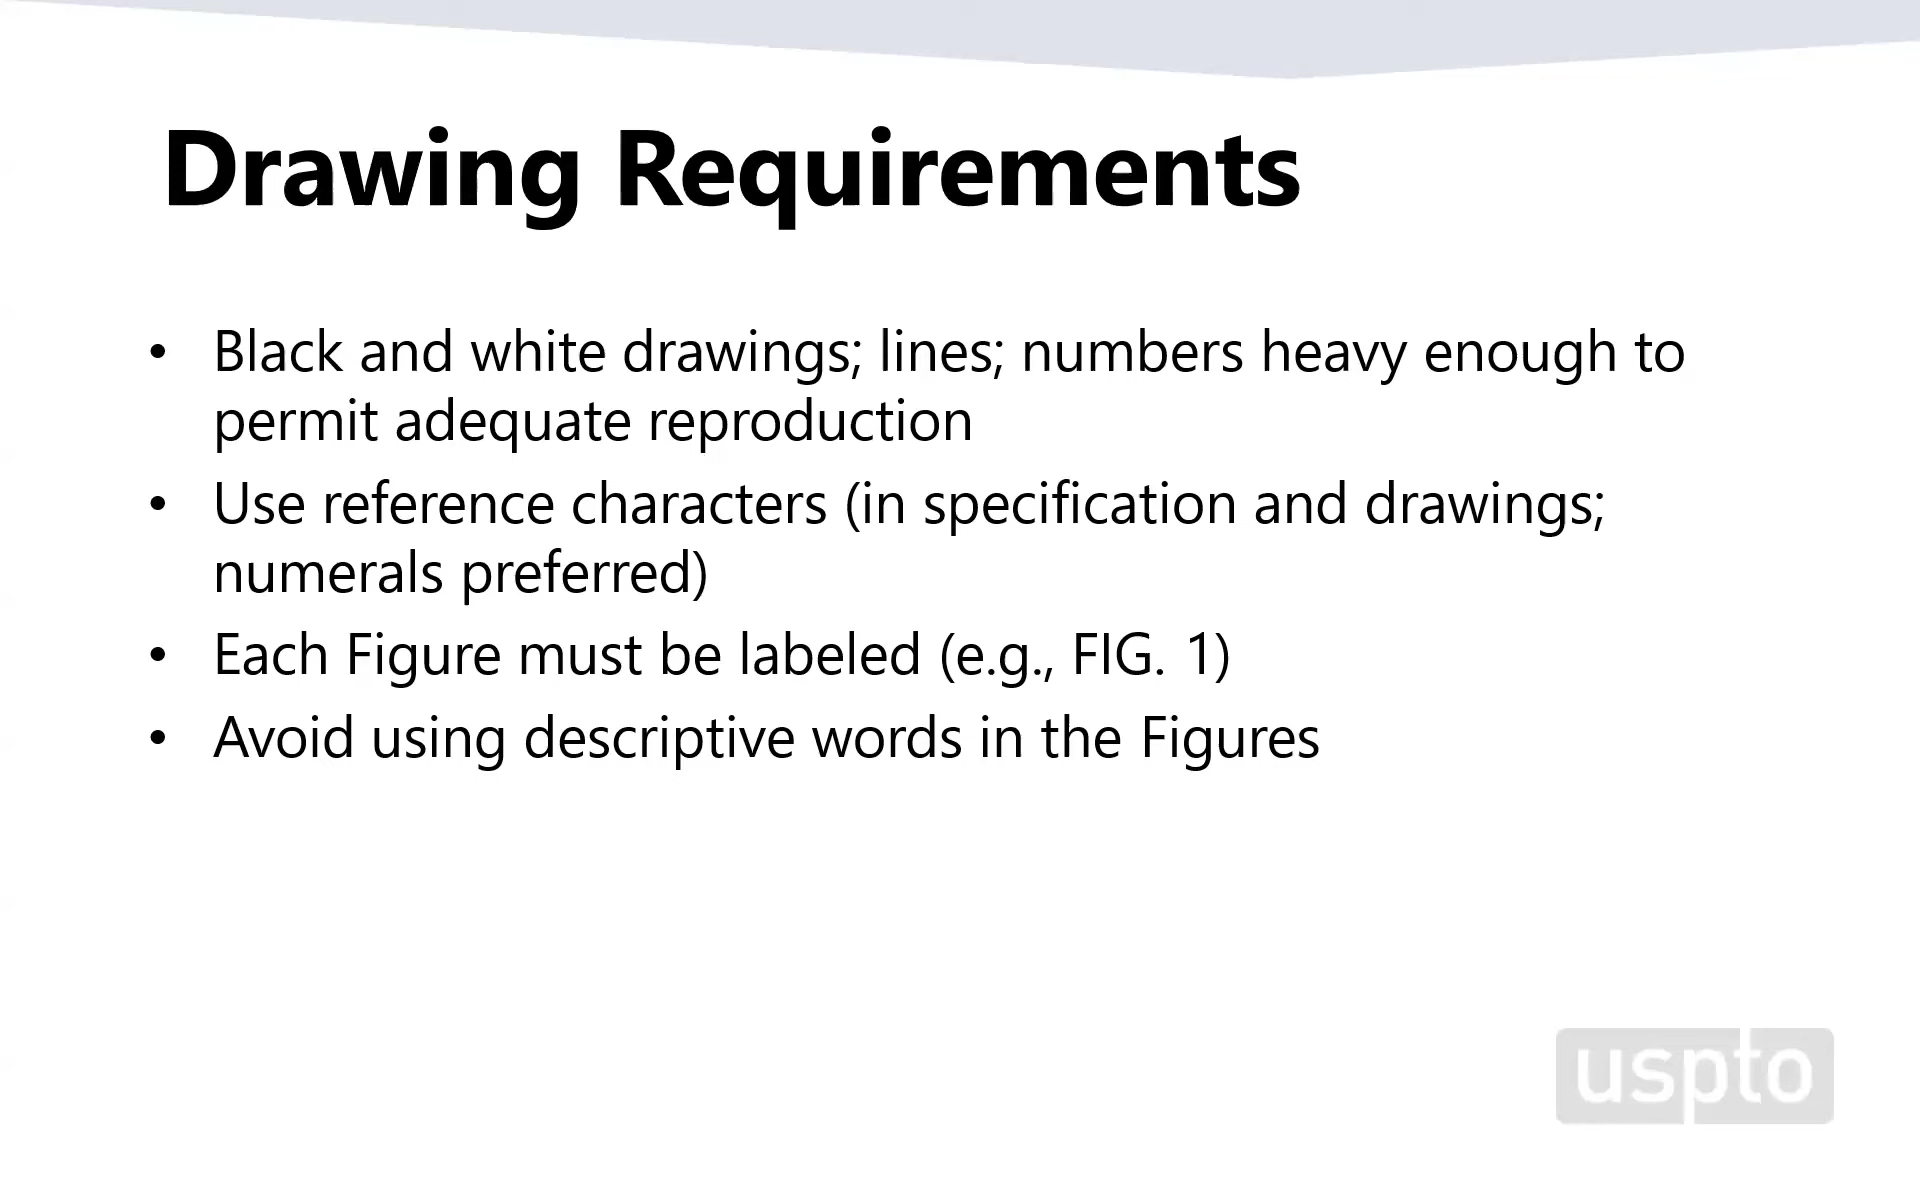 Drawing Requirements
• Black and white drawings; lines; numbers heavy enough to
permit adequate reproduction
• Use reference characters (in specification and drawings;
numerals preferred)
• Each Figure must be labeled (e.g., FIG. 1)
• Avoid using descriptive words in the Figures
uspto